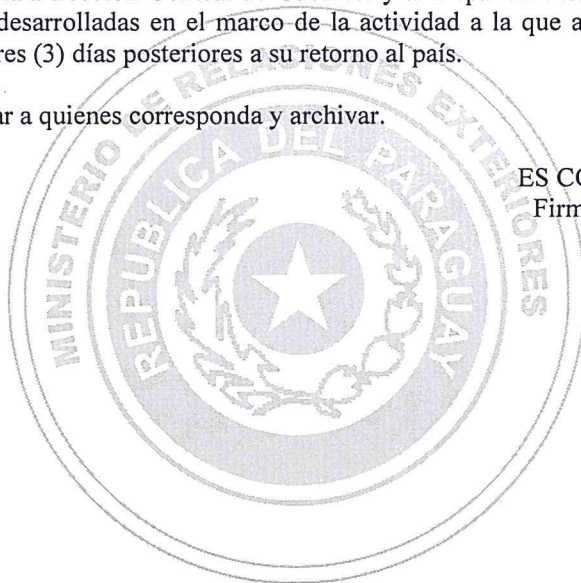 desarrolladas en el marco de la actividad a la que a
res (3) días posteriores a su retorno al país.
ar a quienes corresponda y archivar.
ES CO
Firm
MINISTERIO DE RELACIONES EXTERIORES
REPUBLICA DEL PARAGUAY